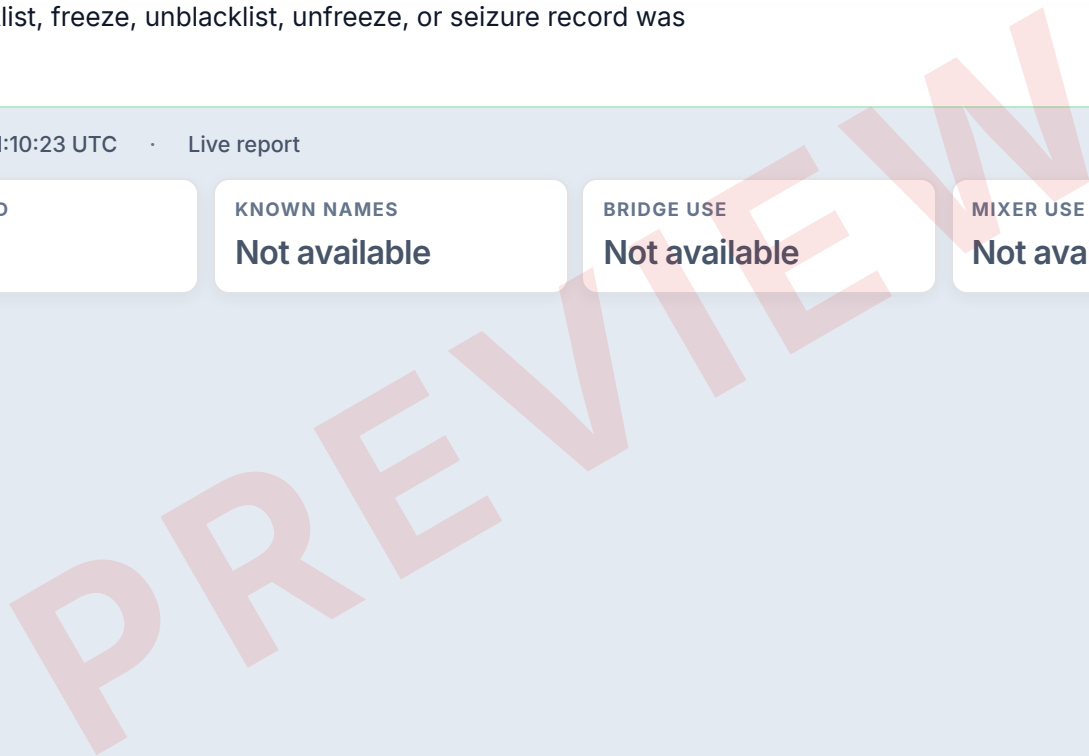 list, freeze, unblacklist, unfreeze, or seizure record was
:10:23 UTC · Live report
KNOWN NAMES
Not available
BRIDGE USE
Not available
MIXER USE
Not ava
PREVIEW